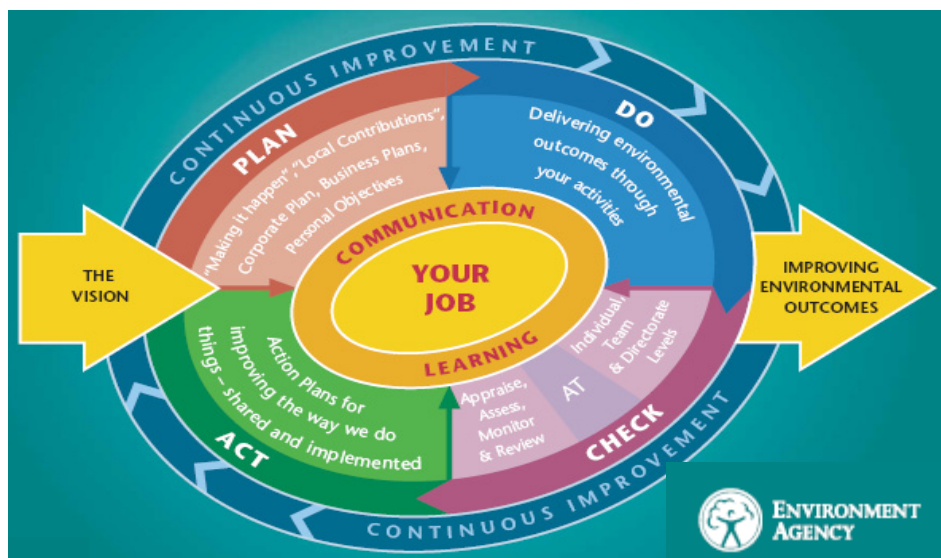 CONTINUOUS IMPROVEMENT
PLAN
"Making it happen", "Local Contributions",
Corporate Plan, Business Plans,
Personal Objectives
DO
Delivering environmental
outcomes through
your activities
THE
VISION
COMMUNICATION
YOUR
JOB
LEARNING
IMPROVING
ENVIRONMENTAL
OUTCOMES
Individual,
Team
& Directorate
Levels
AT
Appraise,
Assess,
Monitor
& Review
CHECK
Action Plans for
improving the way we do
things – shared and implemented
ACT
CONTINUOUS IMPROVEMENT
ENVIRONMENT
AGENCY